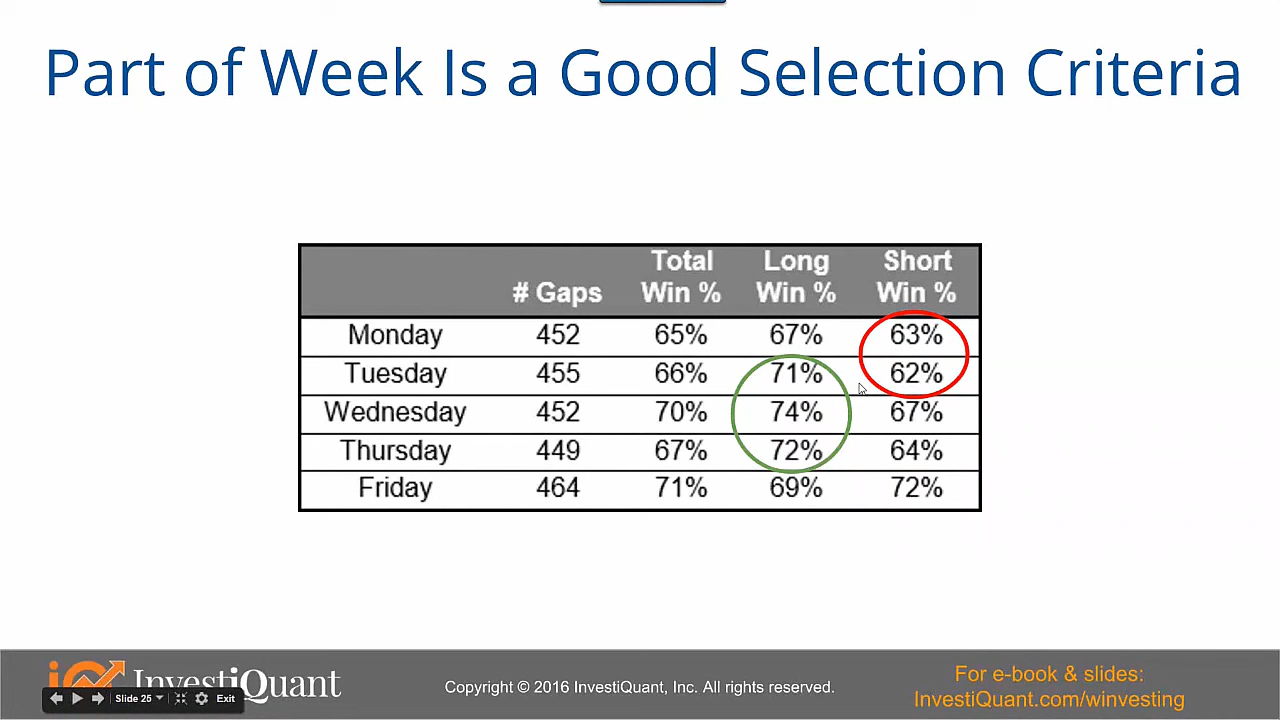 Part of Week Is a Good Selection Criteria
# Gaps Total Win % Long Win % Short Win %
Monday 452 65% 67% 63%
Tuesday 455 66% 71% 62%
Wednesday 452 70% 74% 67%
Thursday 449 67% 72% 64%
Friday 464 71% 69% 72%
InvestiQuant
Slide 25
Exit
Copyright © 2016 InvestiQuant, Inc. All rights reserved.
For e-book & slides:
InvestiQuant.com/winvesting